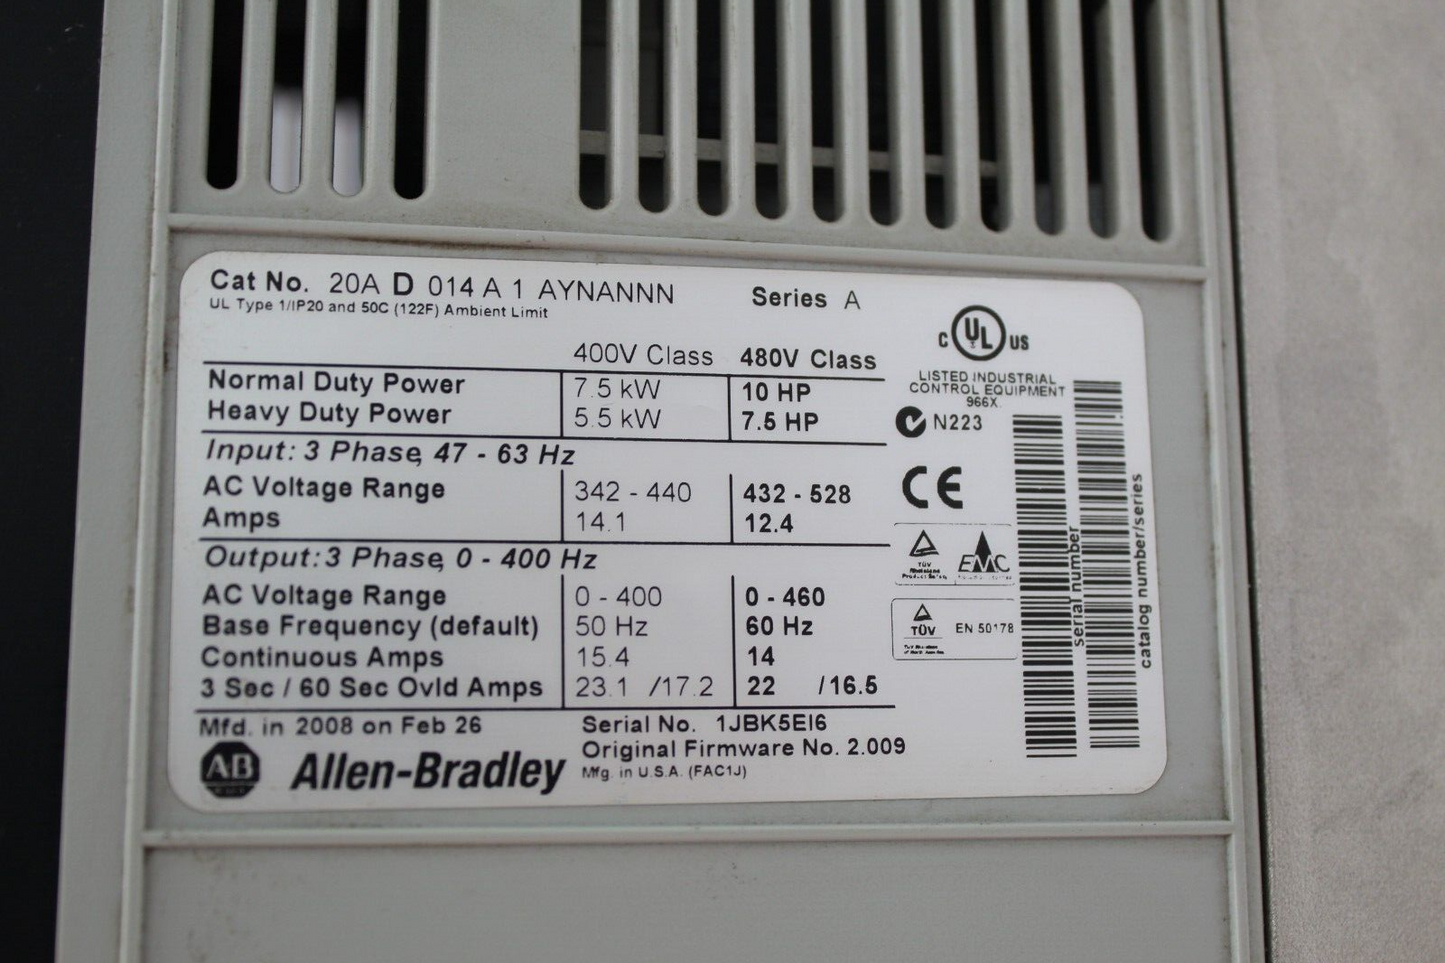 Cat No. 20A D 014 A 1 AYNANNN Series A
UL Type 1/IP20 and 50C (122F) Ambient Limit
400V Class 480V Class
Normal Duty Power 7.5 kW 10 HP
Heavy Duty Power 5.5 kW 7.5 HP
Input: 3 Phase, 47 - 63 Hz
AC Voltage Range 342 - 440 432 - 528
Amps 14.1 12.4
Output: 3 Phase, 0 - 400 Hz
AC Voltage Range 0 - 400 0 - 460
Base Frequency (default) 50 Hz 60 Hz
Continuous Amps 15.4 14
3 Sec / 60 Sec Ovld Amps 23.1 /17.2 22 /16.5
Mfd. in 2008 on Feb 26 Serial No. 1JBK5EI6
Original Firmware No. 2.009
Mfg. in U.S.A. (FAC1J)
AB Allen-Bradley
C UL US
LISTED INDUSTRIAL
CONTROL EQUIPMENT
966X
N223
CE
TÜV EMC
TÜV EN 50178
serial number
catalog number/series